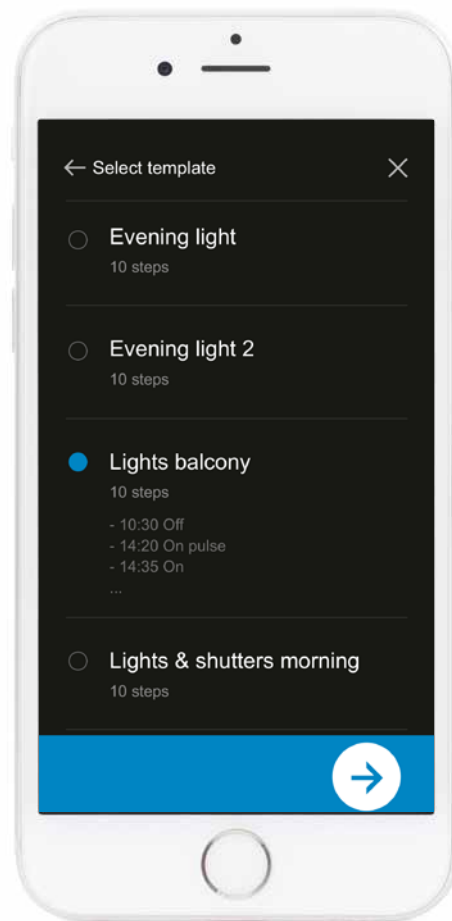 Select template
Evening light
10 steps
Evening light 2
10 steps
Lights balcony
10 steps
- 10:30 Off
- 14:20 On pulse
- 14:35 On
...
Lights & shutters morning
10 steps